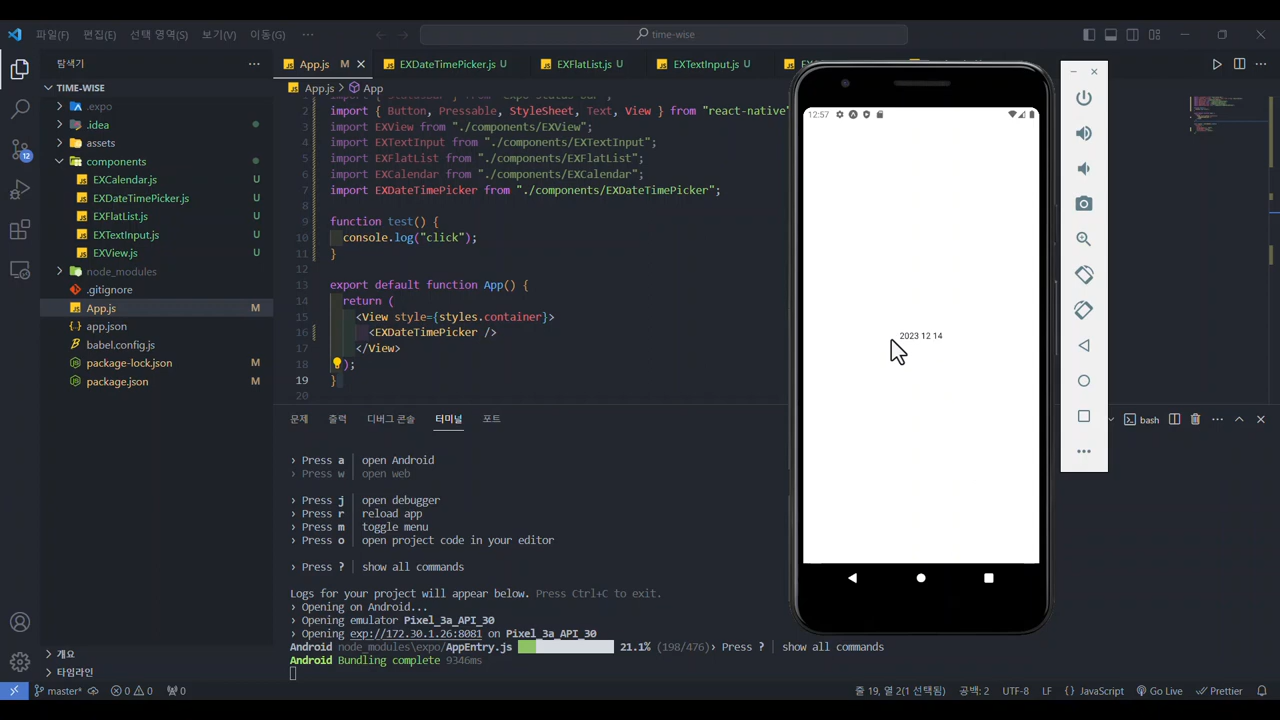 파일(F) 편집(E) 선택 영역(S) 보기(V) 이동(G) ··· time-wise
탐색기 ···
TIME-WISE
.expo
.idea
assets
components
EXCalendar.js U
EXDateTimePicker.js U
EXFlatList.js U
EXTextInput.js U
EXView.js U
node_modules
.gitignore
App.js M
app.json
babel.config.js
package-lock.json M
package.json M
개요
타임라인
12
App.js M EXDateTimePicker.js U EXFlatList.js U EXTextInput.js U
App.js > App
2 import { Button, Pressable, StyleSheet, Text, View } from "react-native"
3 import EXView from "./components/EXView";
4 import EXTextInput from "./components/EXTextInput";
5 import EXFlatList from "./components/EXFlatList";
6 import EXCalendar from "./components/EXCalendar";
7 import EXDateTimePicker from "./components/EXDateTimePicker";
8
9 function test() {
10 console.log("click");
11 }
12
13 export default function App() {
14 return (
15 <View style={styles.container}>
16 <EXDateTimePicker />
17 </View>
18 );
19 }
20
문제 출력 디버그 콘솔 터미널 포트 bash
› Press a │ open Android
› Press w │ open web
› Press j │ open debugger
› Press r │ reload app
› Press m │ toggle menu
› Press o │ open project code in your editor
› Press ? │ show all commands
Logs for your project will appear below. Press Ctrl+C to exit.
› Opening on Android...
› Opening emulator Pixel_3a_API_30
› Opening exp://172.30.1.26:8081 on Pixel_3a_API_30
Android node_modules\expo/AppEntry.js 21.1% (198/476)› Press ? │ show all commands
Android Bundling complete 9346ms
12:57
2023 12 14
master* 0 0 0 줄 19, 열 2(1 선택됨) 공백: 2 UTF-8 LF { } JavaScript Go Live Prettier